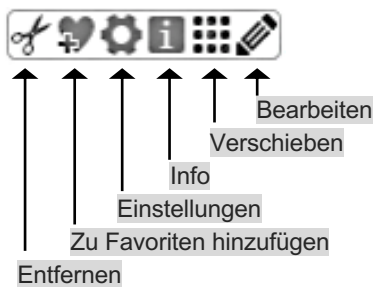 Bearbeiten
Verschieben
Info
Einstellungen
Zu Favoriten hinzufügen
Entfernen